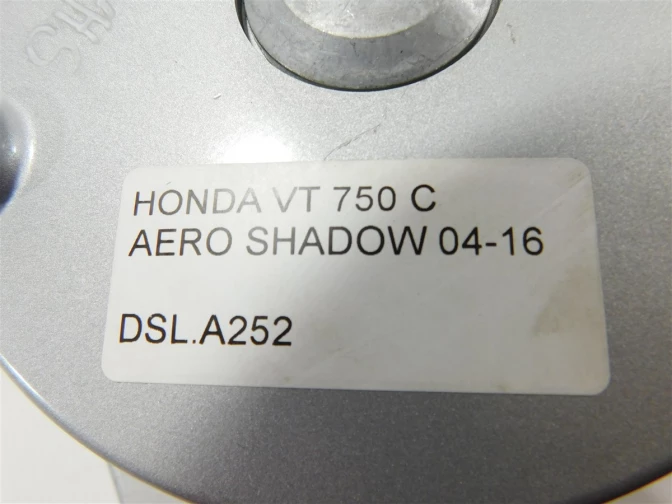 HONDA VT 750 C
AERO SHADOW 04-16
DSL.A252